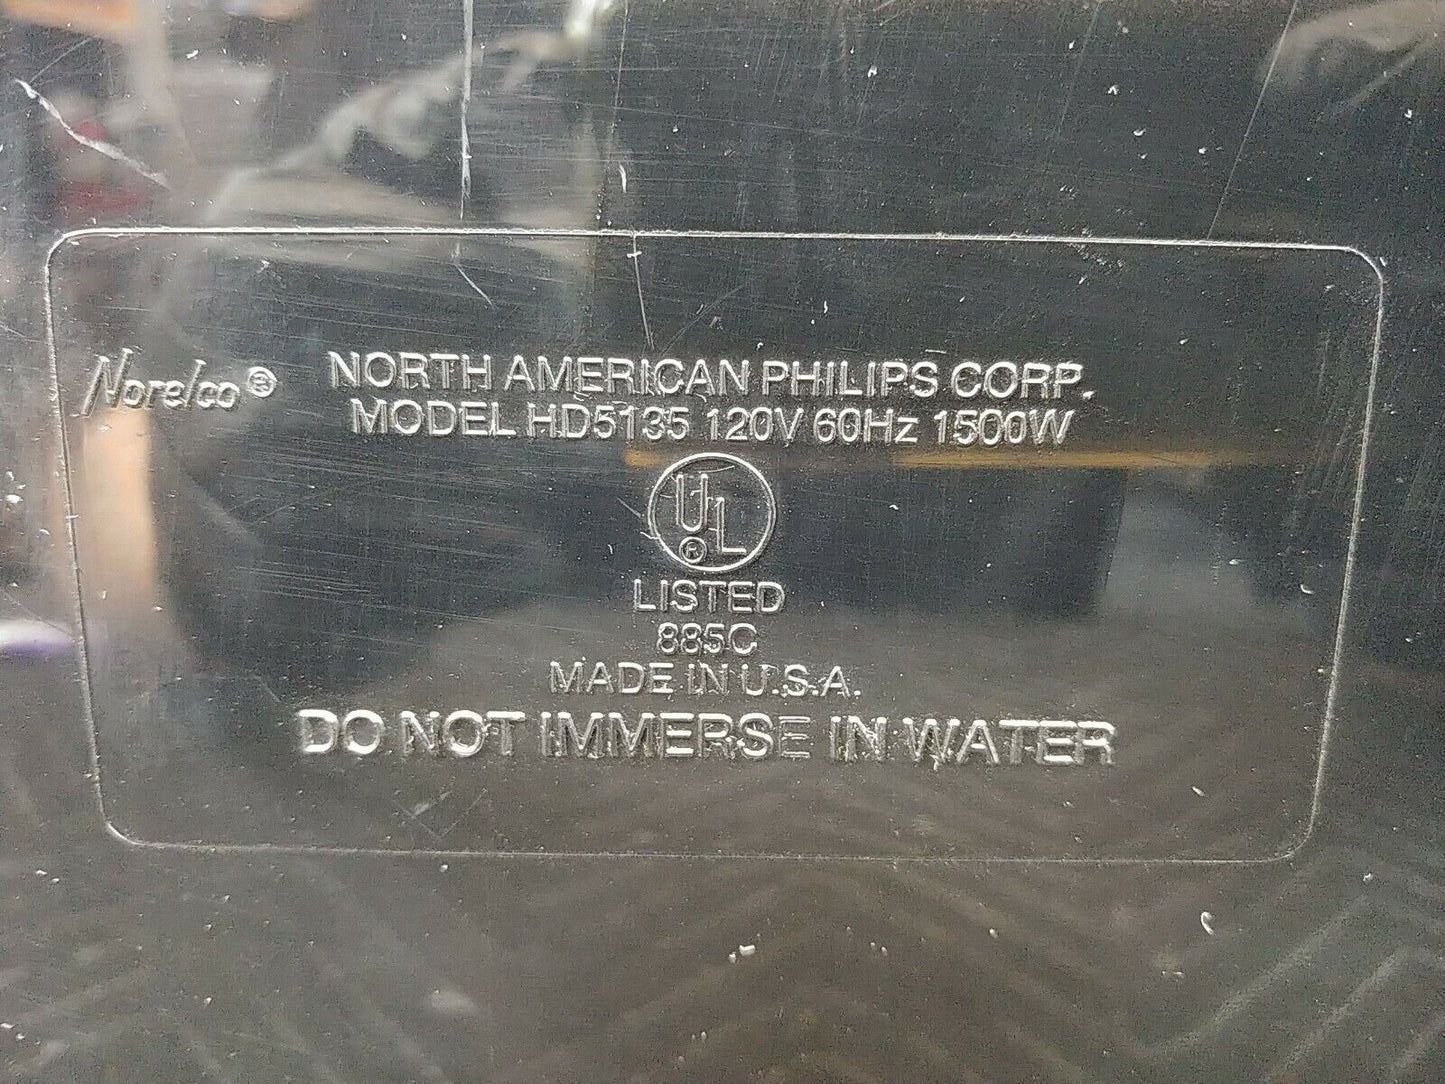 Norelco® NORTH AMERICAN PHILIPS CORP.
MODEL HD5135 120V 60Hz 1500W
UL®
LISTED
885C
MADE IN U.S.A.
DO NOT IMMERSE IN WATER